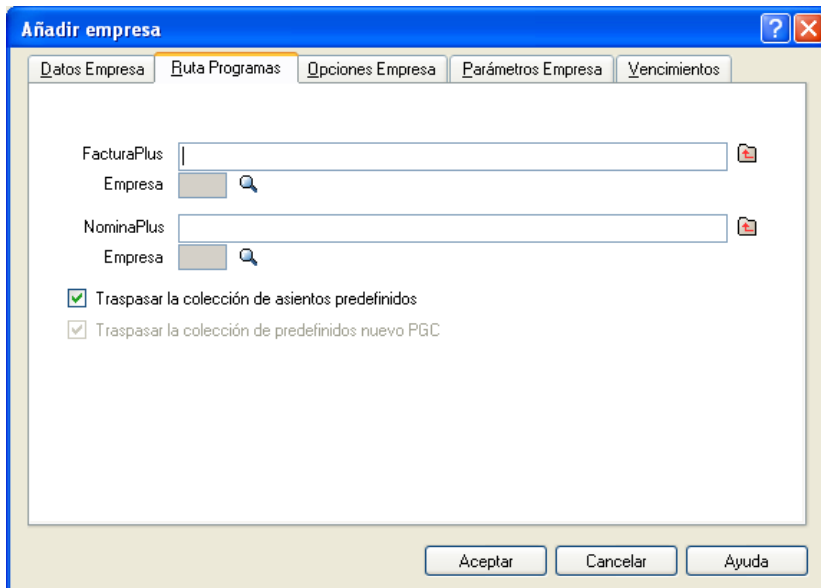 Añadir empresa
Datos Empresa Ruta Programas Opciones Empresa Parámetros Empresa Vencimientos
FacturaPlus
Empresa
NominaPlus
Empresa
Traspasar la colección de asientos predefinidos
Traspasar la colección de predefinidos nuevo PGC
Aceptar Cancelar Ayuda